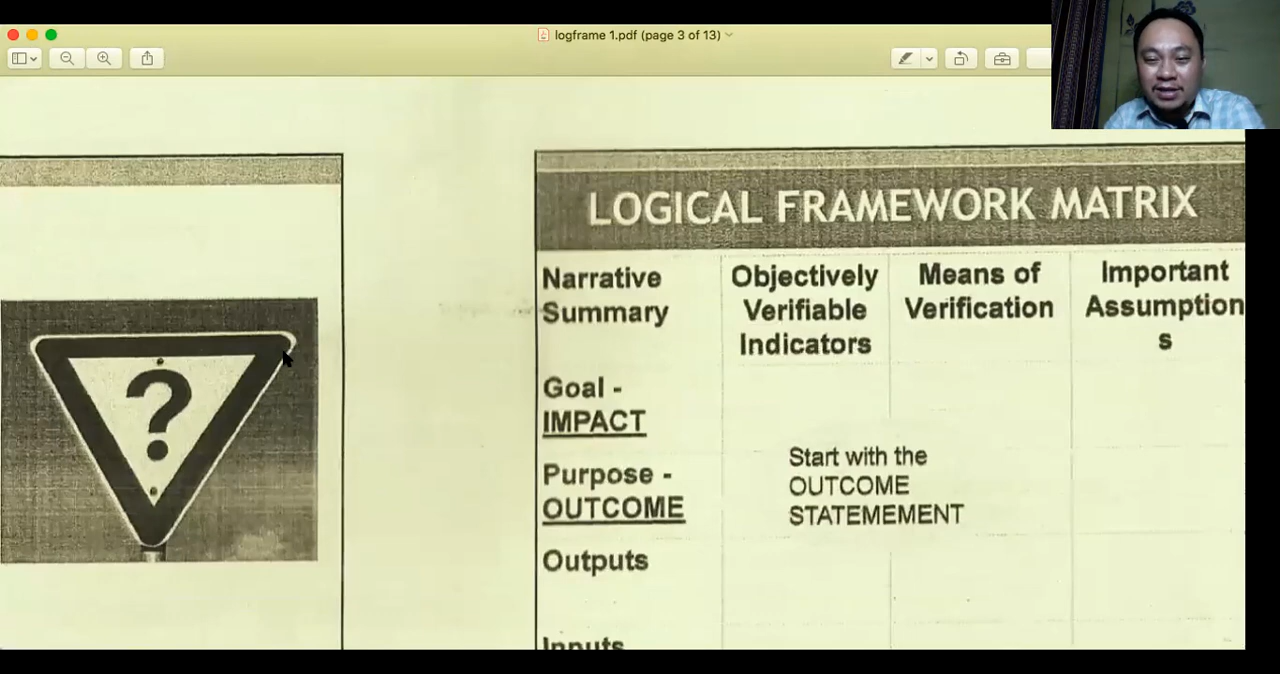 logframe 1.pdf (page 3 of 13)
?
LOGICAL FRAMEWORK MATRIX
Narrative
Summary
Objectively
Verifiable
Indicators
Means of
Verification
Important
Assumption
s
Goal -
IMPACT
Purpose -
OUTCOME
Start with the
OUTCOME
STATEMEMENT
Outputs
Inputs